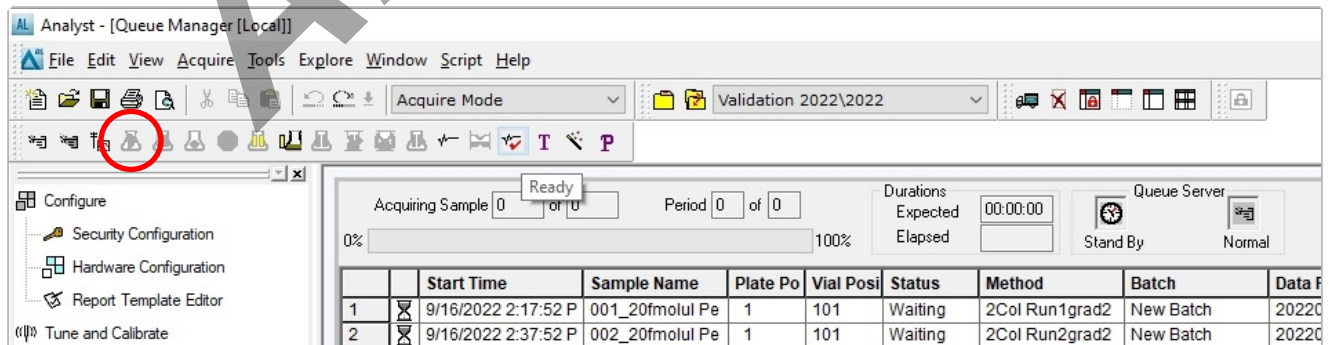 AL Analyst - [Queue Manager [Local]]
File Edit View Acquire Tools Explore Window Script Help
Acquire Mode
Validation 2022\2022
T
P
Ready
Configure
Security Configuration
Hardware Configuration
Report Template Editor
Tune and Calibrate
Acquiring Sample 0 of 0
Period 0 of 0
0%
100%
Durations
Expected 00:00:00
Elapsed
Queue Server
Stand By
Normal
Start Time Sample Name Plate Po Vial Posi Status Method Batch Data F
1 9/16/2022 2:17:52 P 001_20fmolul Pe 1 101 Waiting 2Col Run1grad2 New Batch 2022
2 9/16/2022 2:37:52 P 002_20fmolul Pe 1 101 Waiting 2Col Run2grad2 New Batch 2022